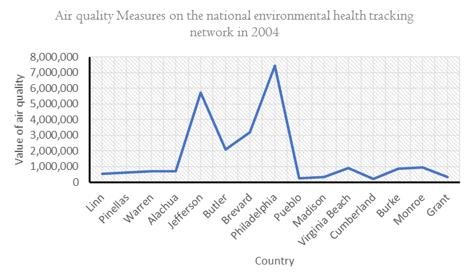 Air quality Measures on the national environmental health tracking
network in 2004
Value of air quality
8,000,000
7,000,000
6,000,000
5,000,000
4,000,000
3,000,000
2,000,000
1,000,000
0
Linn
Pinellas
Warren
Alachua
Jefferson
Butler
Brevard
Philadelphia
Pueblo
Madison
Virginia Beach
Cumberland
Burke
Monroe
Grant
Country